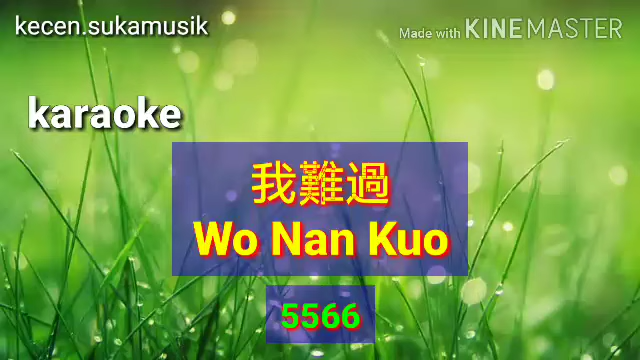 kecen.sukamusik
Made with KINEMASTER
karaoke
我難過
Wo Nan Kuo
5566